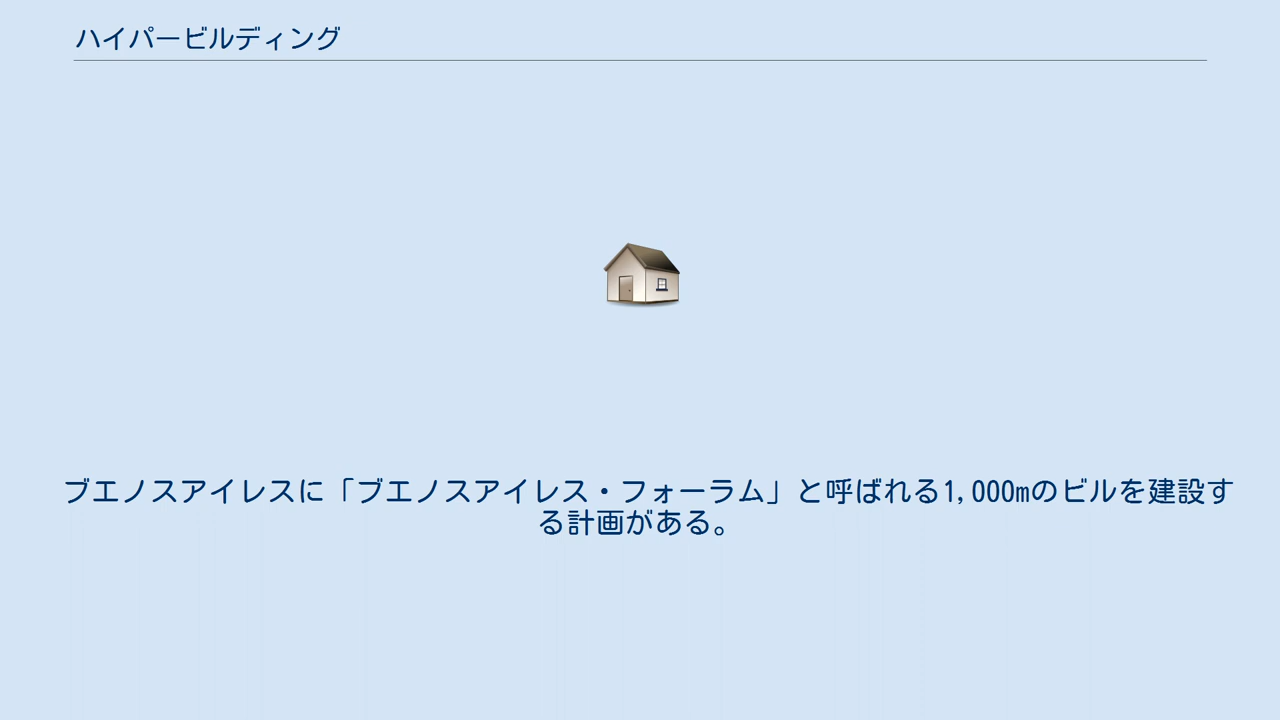 ハイパービルディング
ブエノスアイレスに「ブエノスアイレス・フォーラム」と呼ばれる1,000mのビルを建設す
る計画がある。